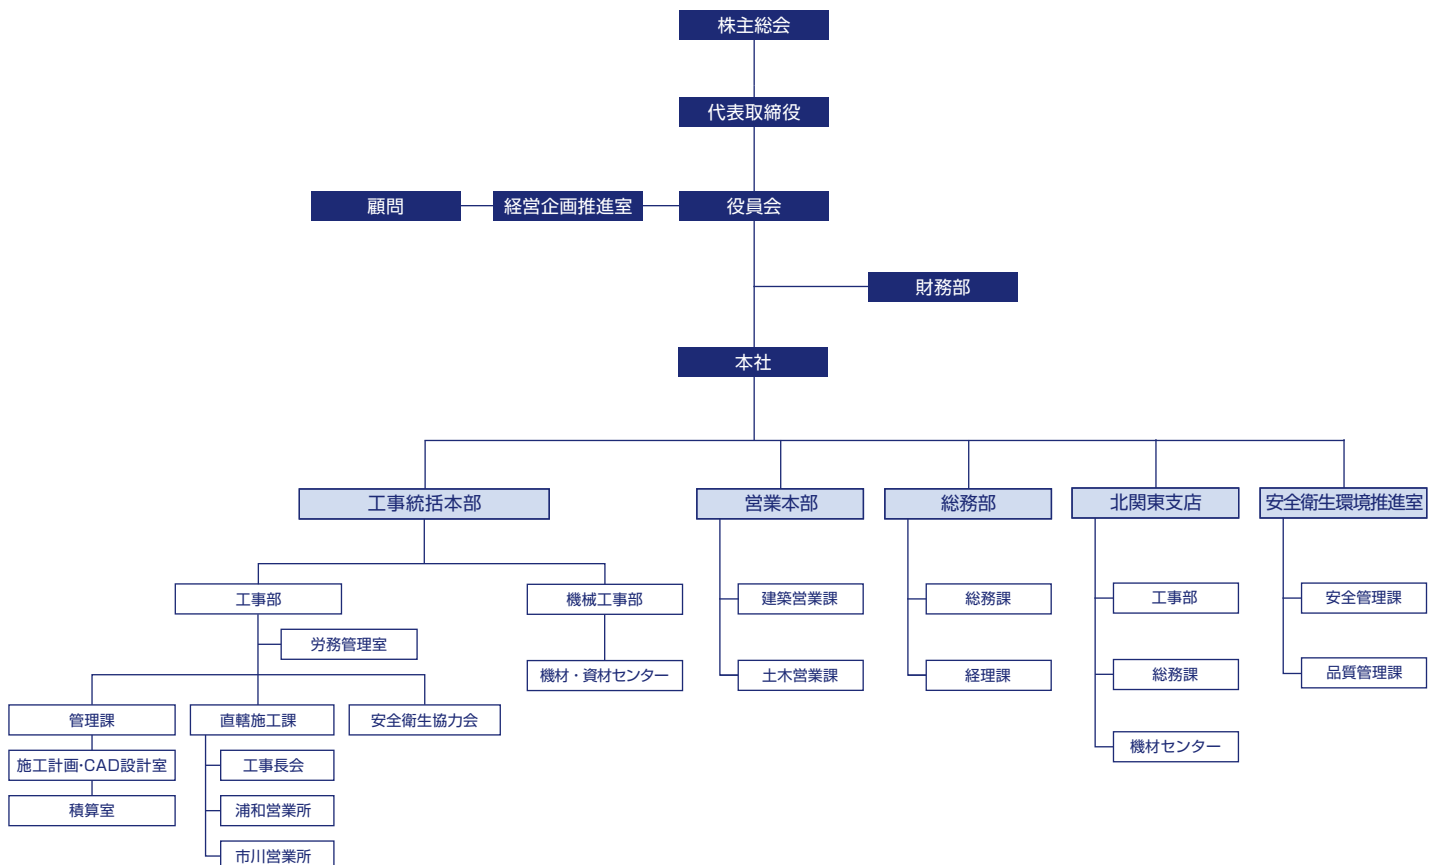 株主総会
代表取締役
顧問
経営企画推進室
役員会
財務部
本社
工事統括本部
営業本部
総務部
北関東支店
安全衛生環境推進室
工事部
機械工事部
建築営業課
総務課
工事部
安全管理課
労務管理室
機材・資材センター
土木営業課
経理課
総務課
品質管理課
管理課
直轄施工課
安全衛生協力会
機材センター
施工計画・CAD設計室
工事長会
積算室
浦和営業所
市川営業所